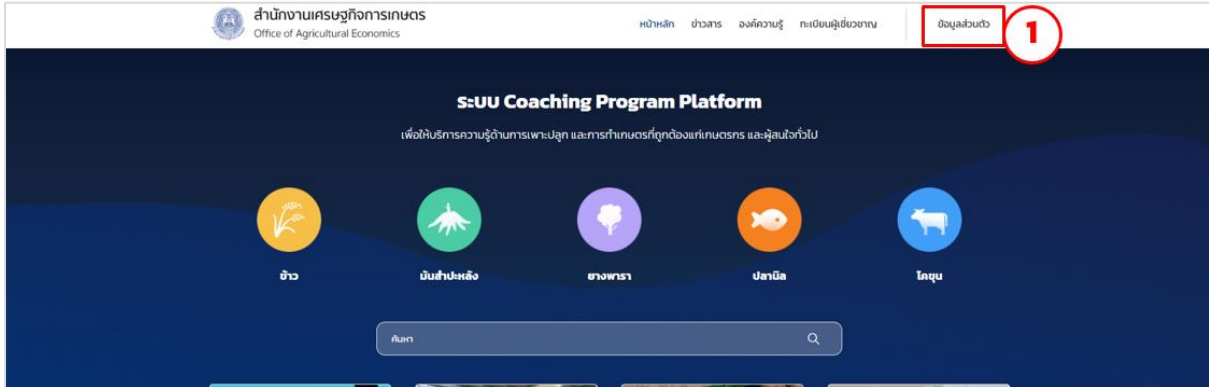 สำนักงานเศรษฐกิจการเกษตร
Office of Agricultural Economics
หน้าหลัก ข่าวสาร องค์ความรู้ ทะเบียนผู้เชี่ยวชาญ ข้อมูลส่วนตัว 1
ระบบ Coaching Program Platform
เพื่อให้บริการความรู้ด้านการเพาะปลูก และการทำเกษตรที่ถูกต้องแก่เกษตรกร และผู้สนใจทั่วไป
ข้าว มันสำปะหลัง ยางพารา ปลานิล โคขุน
ค้นหา